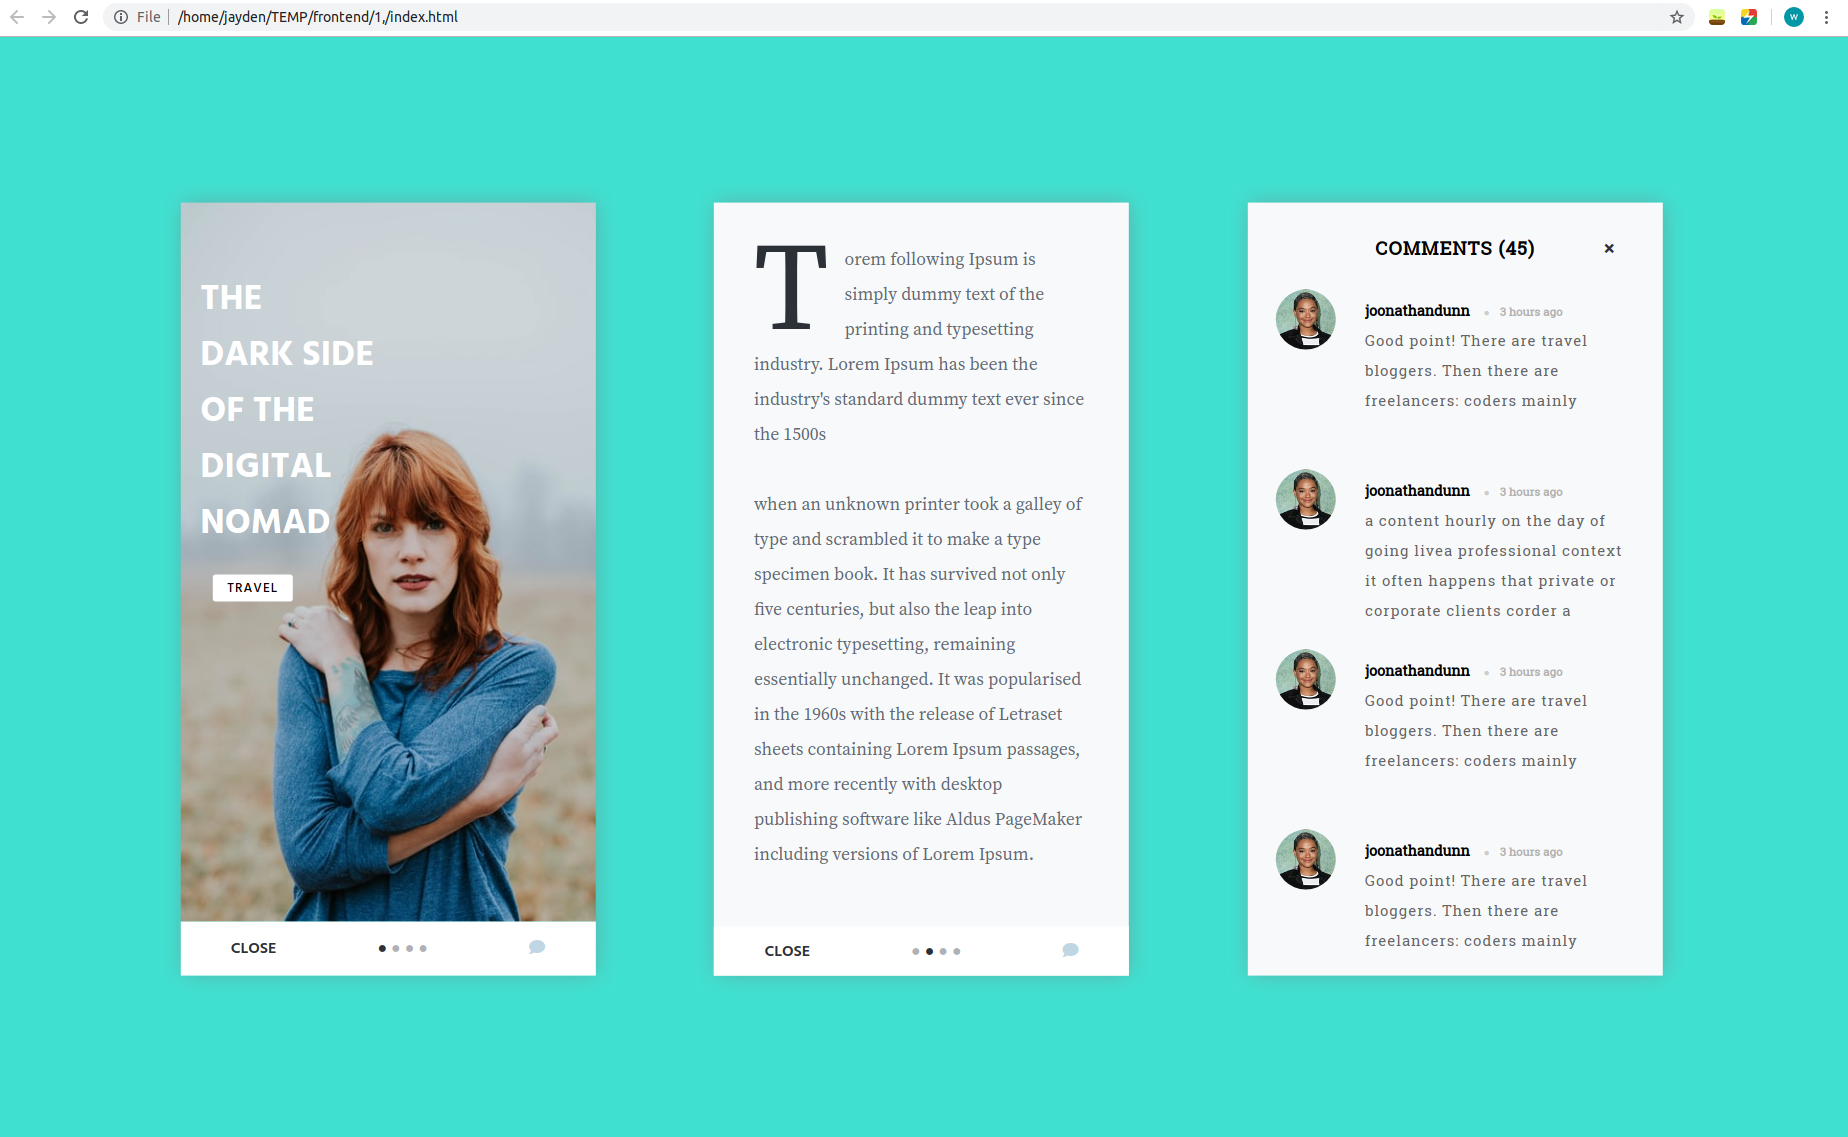 File /home/jayden/TEMP/frontend/1,/index.html
W
THE
DARK SIDE
OF THE
DIGITAL
NOMAD
TRAVEL
CLOSE
T
orem following Ipsum is
simply dummy text of the
printing and typesetting
industry. Lorem Ipsum has been the
industry's standard dummy text ever since
the 1500s
when an unknown printer took a galley of
type and scrambled it to make a type
specimen book. It has survived not only
five centuries, but also the leap into
electronic typesetting, remaining
essentially unchanged. It was popularised
in the 1960s with the release of Letraset
sheets containing Lorem Ipsum passages,
and more recently with desktop
publishing software like Aldus PageMaker
including versions of Lorem Ipsum.
CLOSE
COMMENTS (45) ×
joonathandunn • 3 hours ago
Good point! There are travel
bloggers. Then there are
freelancers: coders mainly
joonathandunn • 3 hours ago
a content hourly on the day of
going livea professional context
it often happens that private or
corporate clients corder a
joonathandunn • 3 hours ago
Good point! There are travel
bloggers. Then there are
freelancers: coders mainly
joonathandunn • 3 hours ago
Good point! There are travel
bloggers. Then there are
freelancers: coders mainly